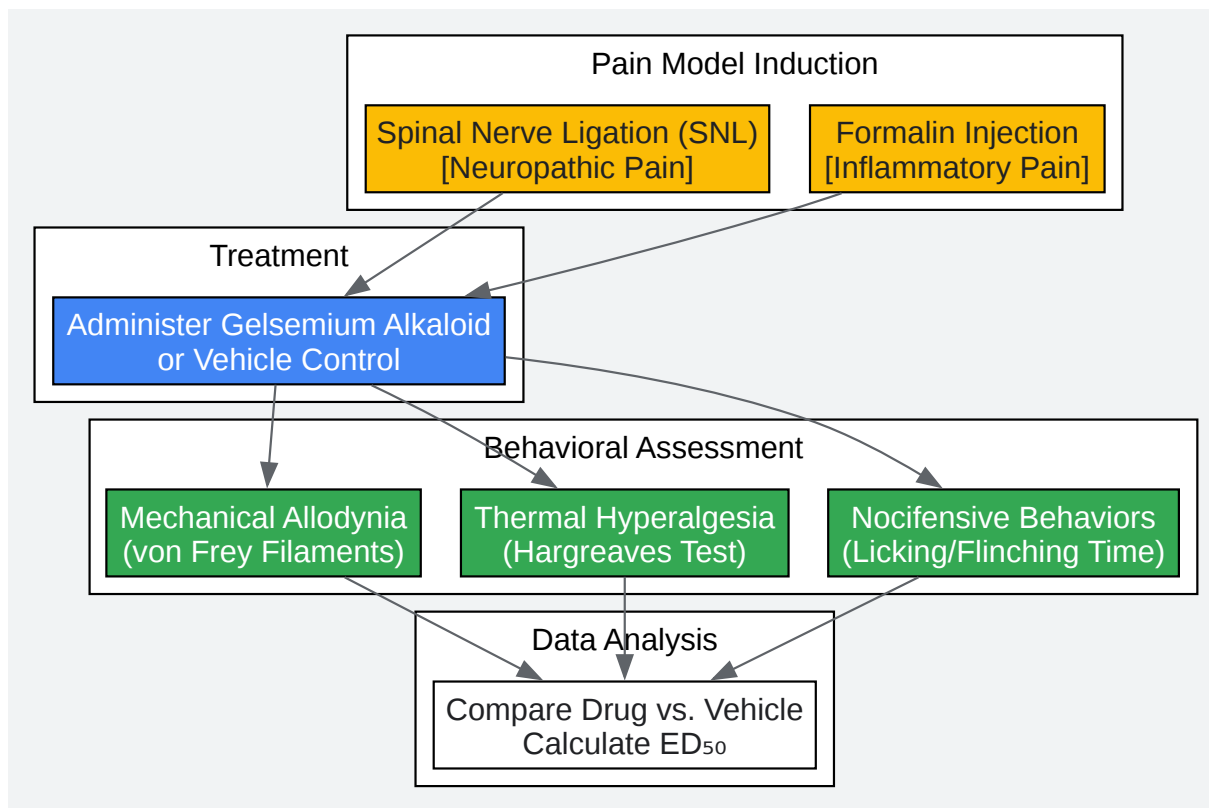 Pain Model Induction
Spinal Nerve Ligation (SNL)
[Neuropathic Pain]
Formalin Injection
[Inflammatory Pain]
Treatment
Administer Gelsemium Alkaloid
or Vehicle Control
Behavioral Assessment
Mechanical Allodynia
(von Frey Filaments)
Thermal Hyperalgesia
(Hargreaves Test)
Nocifensive Behaviors
(Licking/Flinching Time)
Data Analysis
Compare Drug vs. Vehicle
Calculate ED₅₀